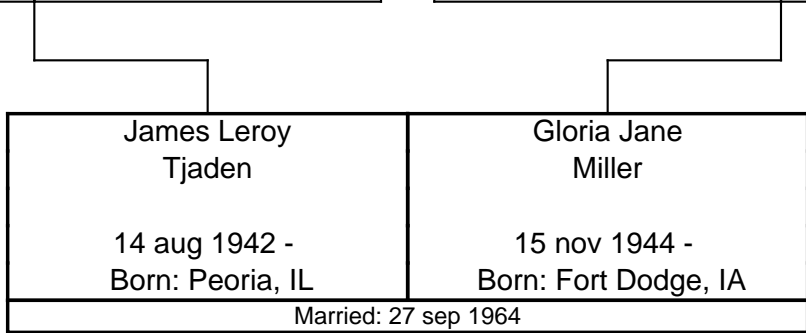 James Leroy
Tjaden
14 aug 1942 -
Born: Peoria, IL
Gloria Jane
Miller
15 nov 1944 -
Born: Fort Dodge, IA
Married: 27 sep 1964